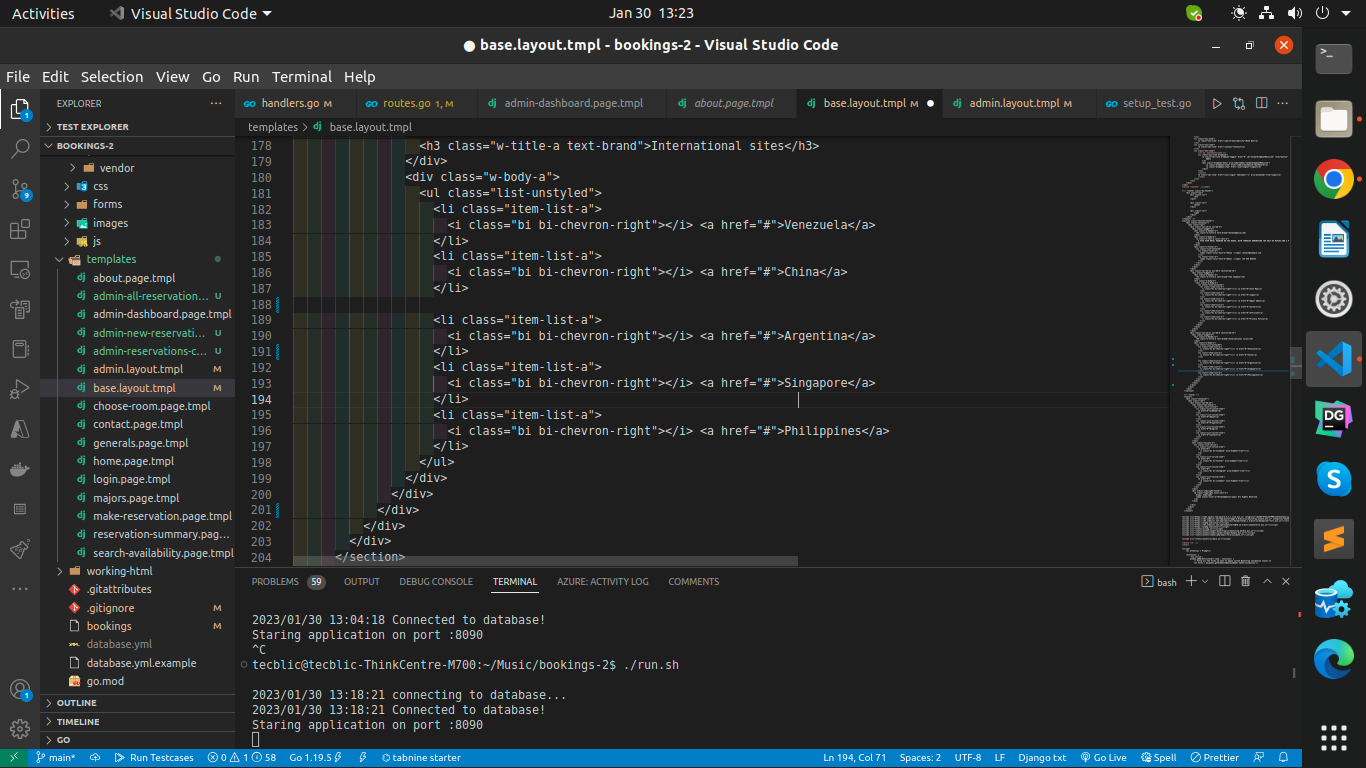 Activities Visual Studio Code Jan 30 13:23
base.layout.tmpl - bookings-2 - Visual Studio Code
File Edit Selection View Go Run Terminal Help
EXPLORER
handlers.go M routes.go 1, M admin-dashboard.page.tmpl about.page.tmpl base.layout.tmpl M admin.layout.tmpl M setup_test.go
TEST EXPLORER
BOOKINGS-2
vendor
css
forms
images
js
templates
about.page.tmpl
admin-all-reservation... U
admin-dashboard.page.tmpl
admin-new-reservati... U
admin-reservations-c... U
admin.layout.tmpl M
base.layout.tmpl M
choose-room.page.tmpl
contact.page.tmpl
generals.page.tmpl
home.page.tmpl
login.page.tmpl
majors.page.tmpl
make-reservation.page.tmpl
reservation-summary.pag...
search-availability.page.tmpl
working-html
.gitattributes
.gitignore M
bookings M
database.yml
database.yml.example
go.mod
OUTLINE
TIMELINE
GO
templates > base.layout.tmpl
178 <h3 class="w-title-a text-brand">International sites</h3>
179 </div>
180 <div class="w-body-a">
181 <ul class="list-unstyled">
182 <li class="item-list-a">
183 <i class="bi bi-chevron-right"></i> <a href="#">Venezuela</a>
184 </li>
185 <li class="item-list-a">
186 <i class="bi bi-chevron-right"></i> <a href="#">China</a>
187 </li>
188
189 <li class="item-list-a">
190 <i class="bi bi-chevron-right"></i> <a href="#">Argentina</a>
191 </li>
192 <li class="item-list-a">
193 <i class="bi bi-chevron-right"></i> <a href="#">Singapore</a>
194 </li>
195 <li class="item-list-a">
196 <i class="bi bi-chevron-right"></i> <a href="#">Philippines</a>
197 </li>
198 </ul>
199 </div>
200 </div>
201 </div>
202 </div>
203 </div>
204 </section>
PROBLEMS 59 OUTPUT DEBUG CONSOLE TERMINAL AZURE: ACTIVITY LOG COMMENTS bash
2023/01/30 13:04:18 Connected to database!
Staring application on port :8090
^C
tecblic@tecblic-ThinkCentre-M700:~/Music/bookings-2$ ./run.sh
2023/01/30 13:18:21 connecting to database...
2023/01/30 13:18:21 Connected to database!
Staring application on port :8090
main* Run Testcases 0 1 58 Go 1.19.5 tabnine starter Ln 194, Col 71 Spaces: 2 UTF-8 LF Django txt Go Live Spell Prettier